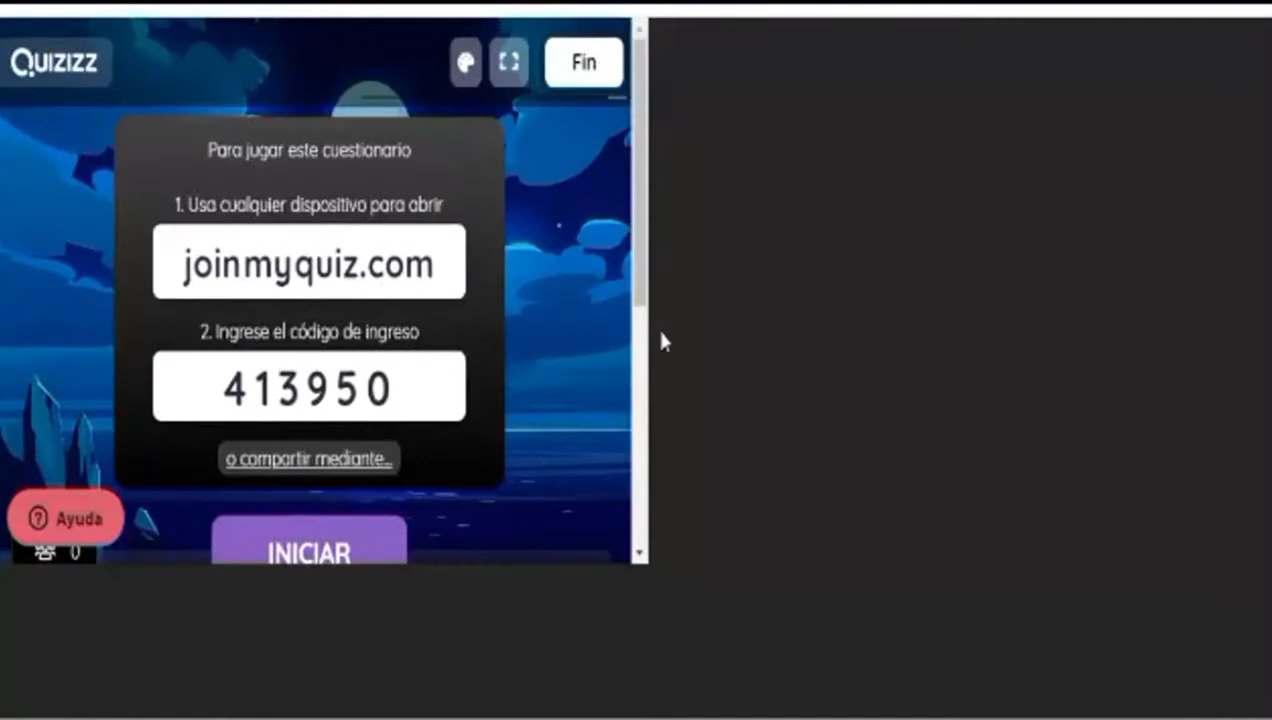 QUIZIZZ
Fin
Para jugar este cuestionario
1. Usa cualquier dispositivo para abrir
joinmyquiz.com
2. Ingrese el código de ingreso
413950
o compartir mediante...
Ayuda
0
INICIAR